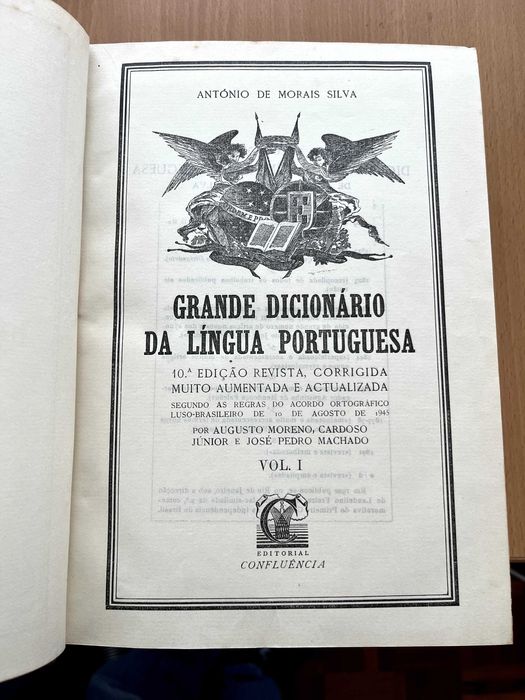 ANTÓNIO DE MORAIS SILVA
GRANDE DICIONÁRIO
DA LÍNGUA PORTUGUESA
10.ª EDIÇÃO REVISTA, CORRIGIDA
MUITO AUMENTADA E ACTUALIZADA
SEGUNDO AS REGRAS DO ACORDO ORTOGRÁFICO
LUSO-BRASILEIRO DE 10 DE AGOSTO DE 1945
POR AUGUSTO MORENO, CARDOSO
JÚNIOR E JOSÉ PEDRO MACHADO
VOL. I
EDITORIAL
CONFLUÊNCIA